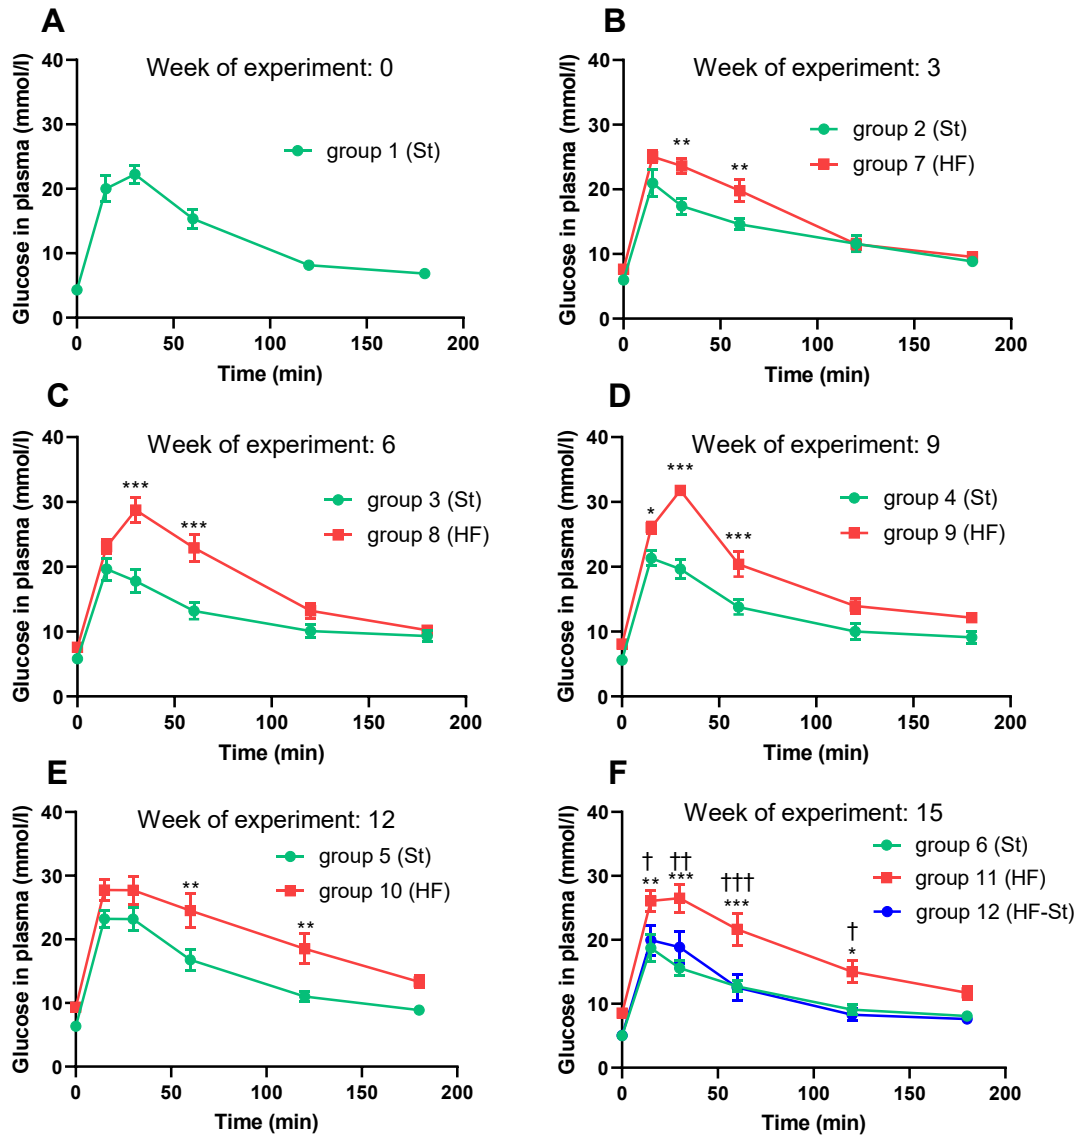 A
Week of experiment: 0
Glucose in plasma (mmol/l)
40
30
20
10
0
group 1 (St)
0
50
100
150
200
Time (min)
B
Week of experiment: 3
Glucose in plasma (mmol/l)
40
30
20
10
0
group 2 (St)
group 7 (HF)
**
**
0
50
100
150
200
Time (min)
C
Week of experiment: 6
Glucose in plasma (mmol/l)
40
30
20
10
0
group 3 (St)
group 8 (HF)
***
***
0
50
100
150
200
Time (min)
D
Week of experiment: 9
Glucose in plasma (mmol/l)
40
30
20
10
0
group 4 (St)
group 9 (HF)
*
***
***
0
50
100
150
200
Time (min)
E
Week of experiment: 12
Glucose in plasma (mmol/l)
40
30
20
10
0
group 5 (St)
group 10 (HF)
**
**
0
50
100
150
200
Time (min)
F
Week of experiment: 15
Glucose in plasma (mmol/l)
40
30
20
10
0
group 6 (St)
group 11 (HF)
group 12 (HF-St)
†
**
††
***
†††
***
†
*
0
50
100
150
200
Time (min)